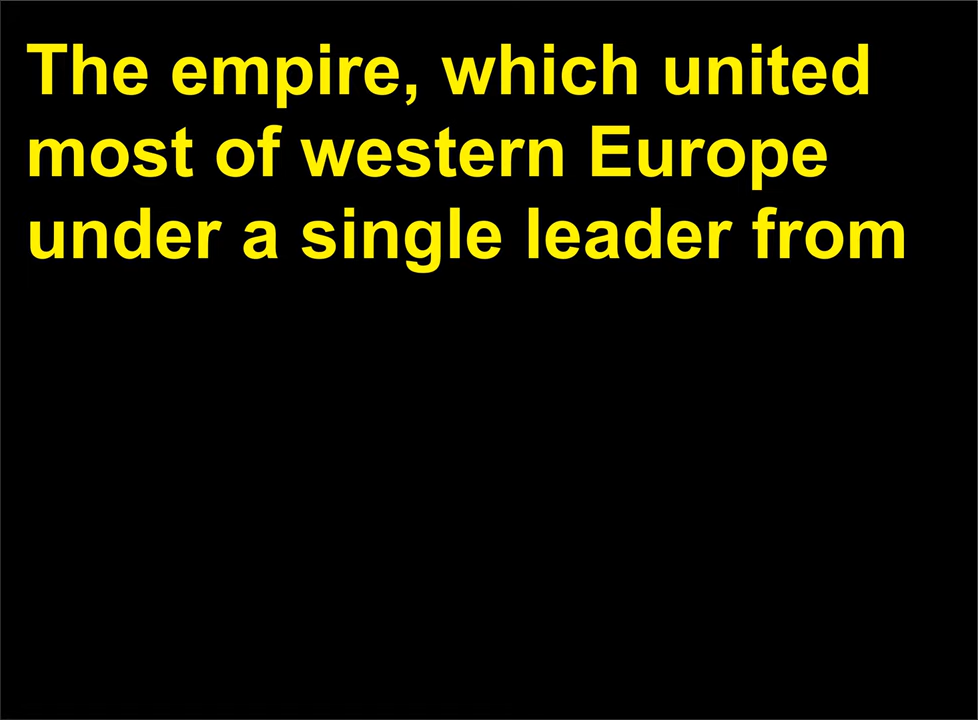 The empire, which united
most of western Europe
under a single leader from